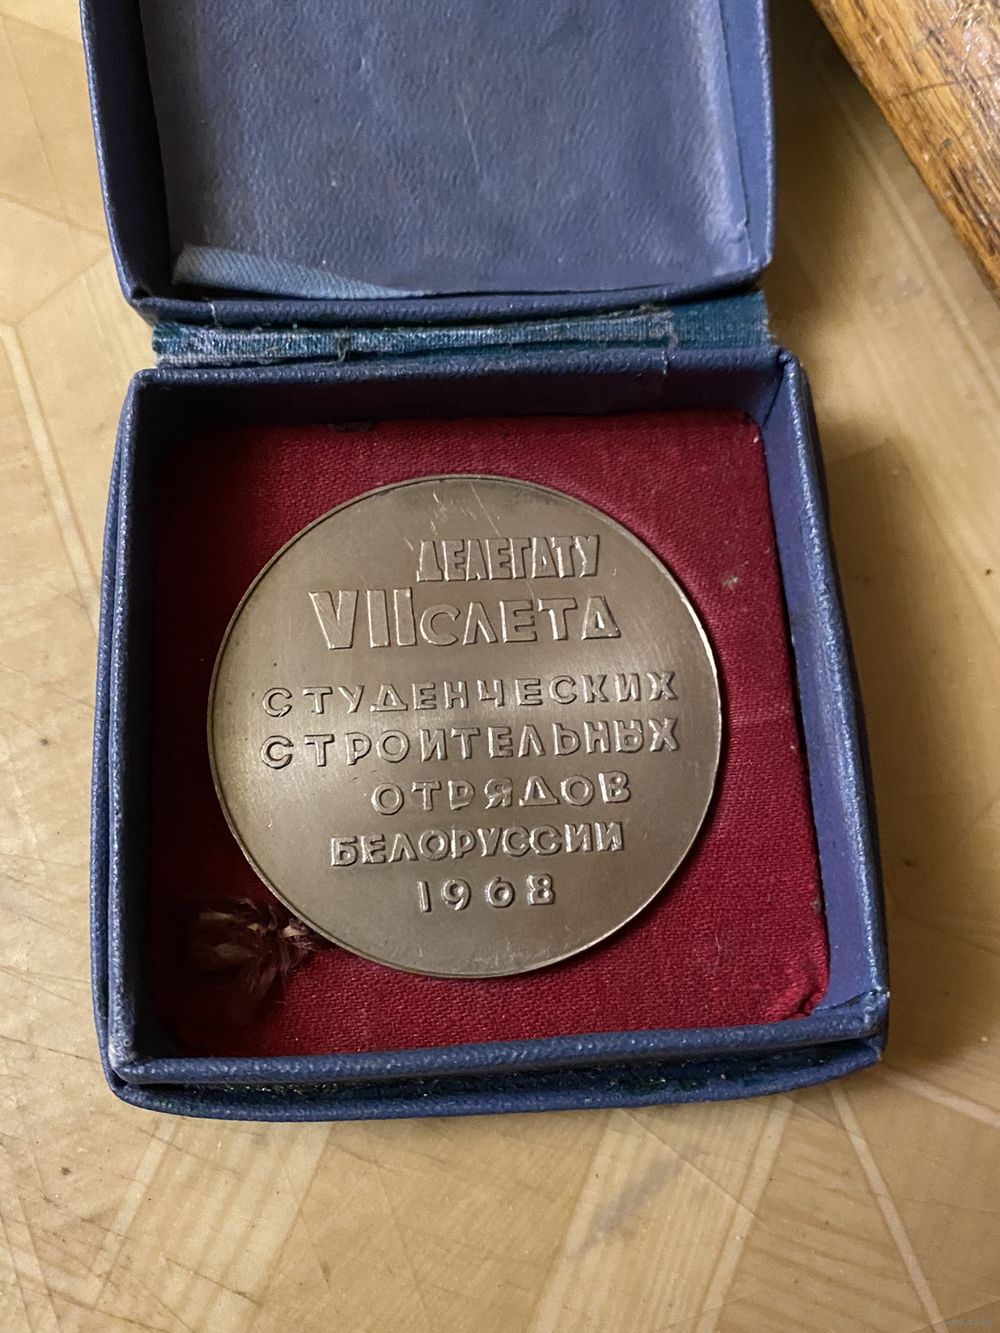 ДЕЛЕГАТУ
VII СЛЕТА
СТУДЕНЧЕСКИХ
СТРОИТЕЛЬНЫХ
ОТРЯДОВ
БЕЛОРУССИИ
1968